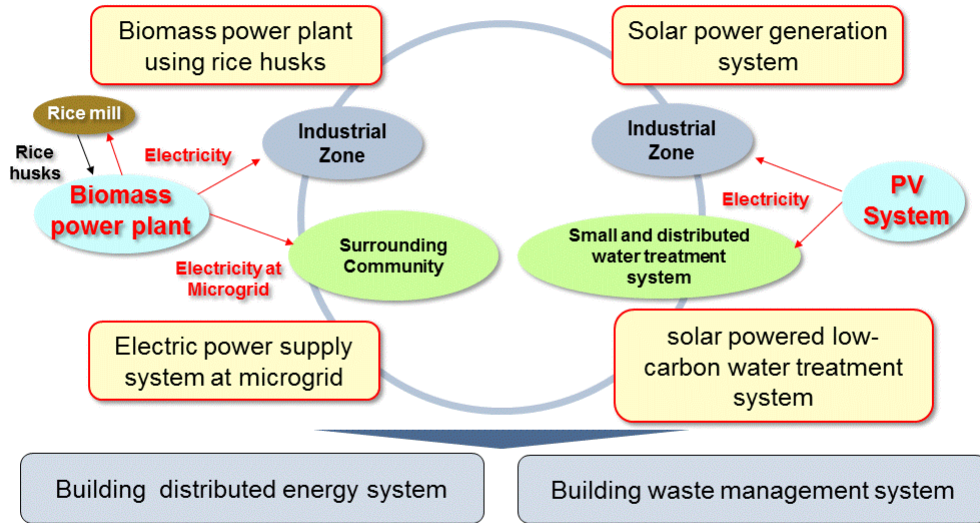 Biomass power plant
using rice husks
Solar power generation
system
Rice mill
Rice
husks
Electricity
Industrial
Zone
Industrial
Zone
Biomass
power plant
Electricity
PV
System
Electricity at
Microgrid
Surrounding
Community
Small and distributed
water treatment
system
Electric power supply
system at microgrid
solar powered low-
carbon water treatment
system
Building distributed energy system
Building waste management system